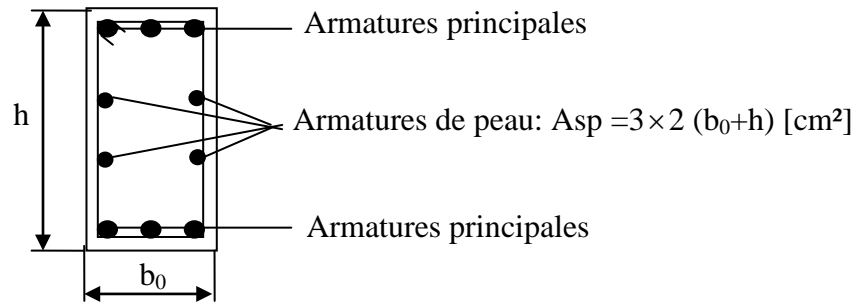 Armatures principales
h
Armatures de peau: Asp =3×2 (b₀+h) [cm²]
Armatures principales
b₀